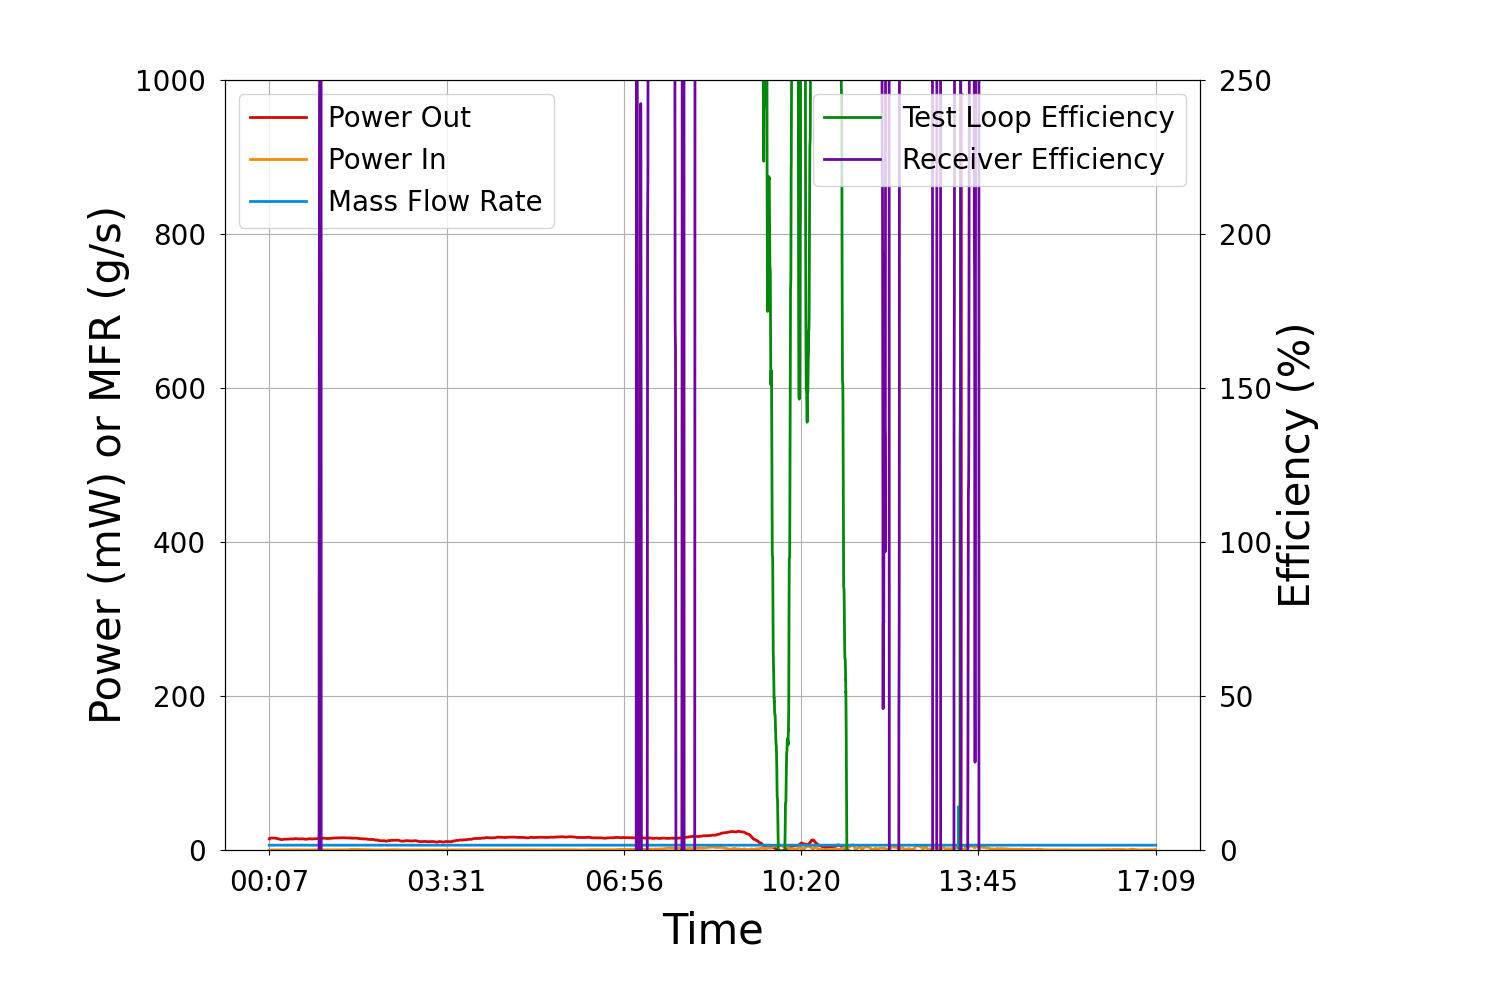 1000
800
600
400
200
0
Power (mW) or MFR (g/s)
Power Out
Power In
Mass Flow Rate
Test Loop Efficiency
Receiver Efficiency
250
200
150
100
50
0
Efficiency (%)
00:07 03:31 06:56 10:20 13:45 17:09
Time